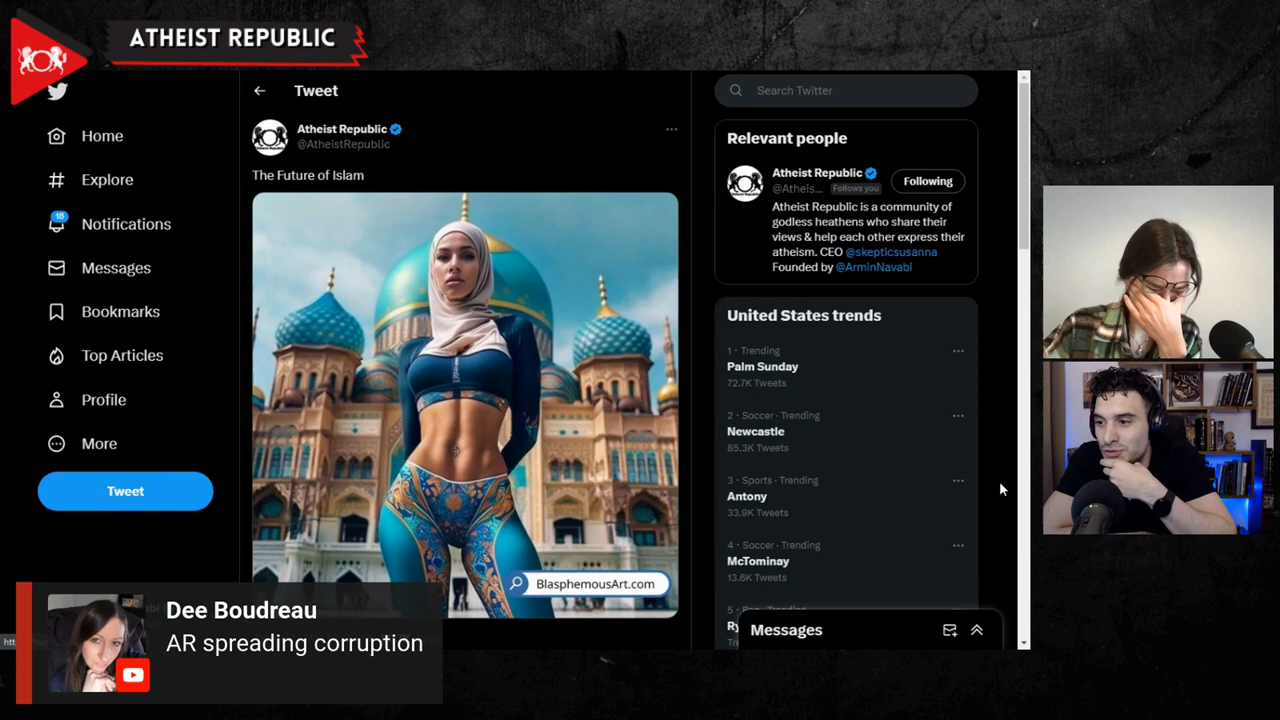 ATHEIST REPUBLIC
Tweet
Search Twitter
Home
Explore
18
Notifications
Messages
Bookmarks
Top Articles
Profile
More
Tweet
Atheist Republic
@AtheistRepublic
The Future of Islam
BlasphemousArt.com
Relevant people
Atheist Republic
@Atheis... Follows you
Following
Atheist Republic is a community of
godless heathens who share their
views & help each other express their
atheism. CEO @skepticsusanna
Founded by @ArminNavabi
United States trends
1 · Trending
Palm Sunday
72.7K Tweets
2 · Soccer · Trending
Newcastle
85.3K Tweets
3 · Sports · Trending
Antony
33.9K Tweets
4 · Soccer · Trending
McTominay
13.6K Tweets
Messages
Dee Boudreau
AR spreading corruption